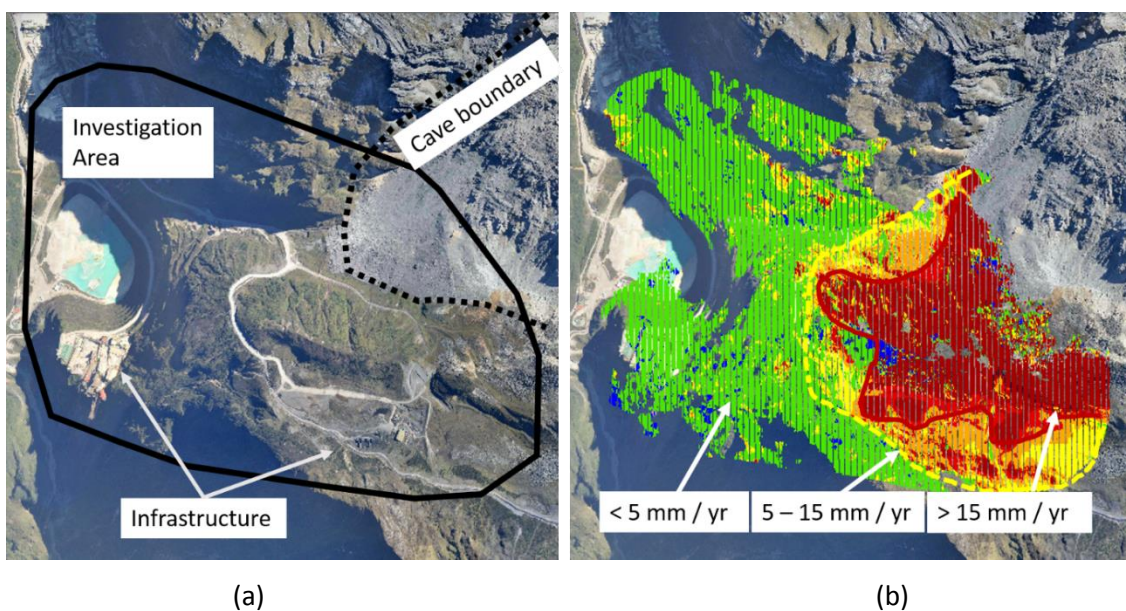 Investigation
Area
Cave boundary
Infrastructure
< 5 mm / yr
5 – 15 mm / yr
> 15 mm / yr
(a)
(b)